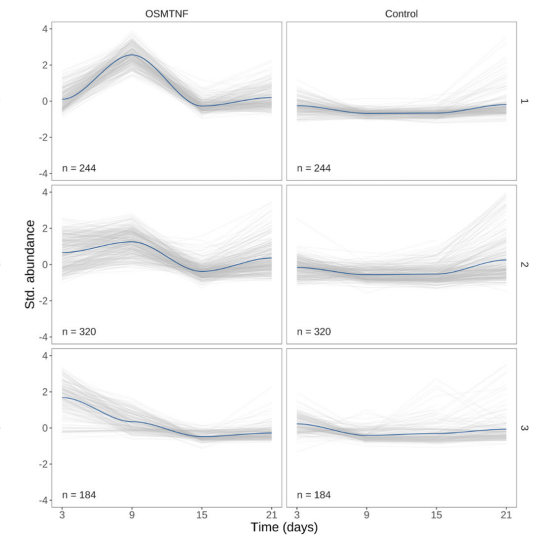 OSMTNF Control
4
2
0
-2
-4
n = 244
n = 244
1
4
2
0
-2
-4
n = 320
n = 320
2
4
2
0
-2
-4
n = 184
n = 184
3
Std. abundance
3 9 15 21 3 9 15 21
Time (days)